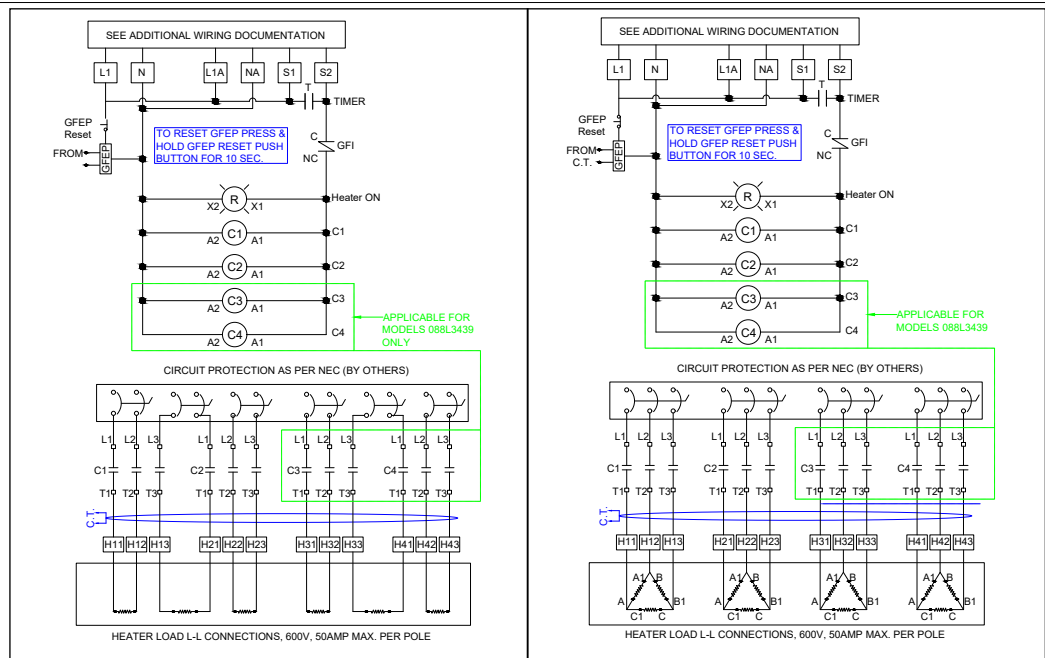 SEE ADDITIONAL WIRING DOCUMENTATION
L1 N L1A NA S1 S2
T
TIMER
GFEP
Reset
TO RESET GFEP PRESS &
HOLD GFEP RESET PUSH
BUTTON FOR 10 SEC.
C
GFI
NC
FROM
GFEP
R
X2 X1
Heater ON
C1
A2 A1
C1
C2
A2 A1
C2
C3
A2 A1
C3
C4
A2 A1
C4
APPLICABLE FOR
MODELS 088L3439
ONLY
CIRCUIT PROTECTION AS PER NEC (BY OTHERS)
L1 L2 L3 L1 L2 L3 L1 L2 L3 L1 L2 L3
C1 C2 C3 C4
T1 T2 T3 T1 T2 T3 T1 T2 T3 T1 T2 T3
C.T.
H11 H12 H13 H21 H22 H23 H31 H32 H33 H41 H42 H43
HEATER LOAD L-L CONNECTIONS, 600V, 50AMP MAX. PER POLE
SEE ADDITIONAL WIRING DOCUMENTATION
L1 N L1A NA S1 S2
T
TIMER
GFEP
Reset
TO RESET GFEP PRESS &
HOLD GFEP RESET PUSH
BUTTON FOR 10 SEC.
C
GFI
NC
FROM
C.T.
GFEP
R
X2 X1
Heater ON
C1
A2 A1
C1
C2
A2 A1
C2
C3
A2 A1
C3
C4
A2 A1
C4
APPLICABLE FOR
MODELS 088L3439
CIRCUIT PROTECTION AS PER NEC (BY OTHERS)
L1 L2 L3 L1 L2 L3 L1 L2 L3 L1 L2 L3
C1 C2 C3 C4
T1 T2 T3 T1 T2 T3 T1 T2 T3 T1 T2 T3
C.T.
H11 H12 H13 H21 H22 H23 H31 H32 H33 H41 H42 H43
A1 B A1 B A1 B A1 B
A B1 A B1 A B1 A B1
C1 C C1 C C1 C C1 C
HEATER LOAD L-L CONNECTIONS, 600V, 50AMP MAX. PER POLE